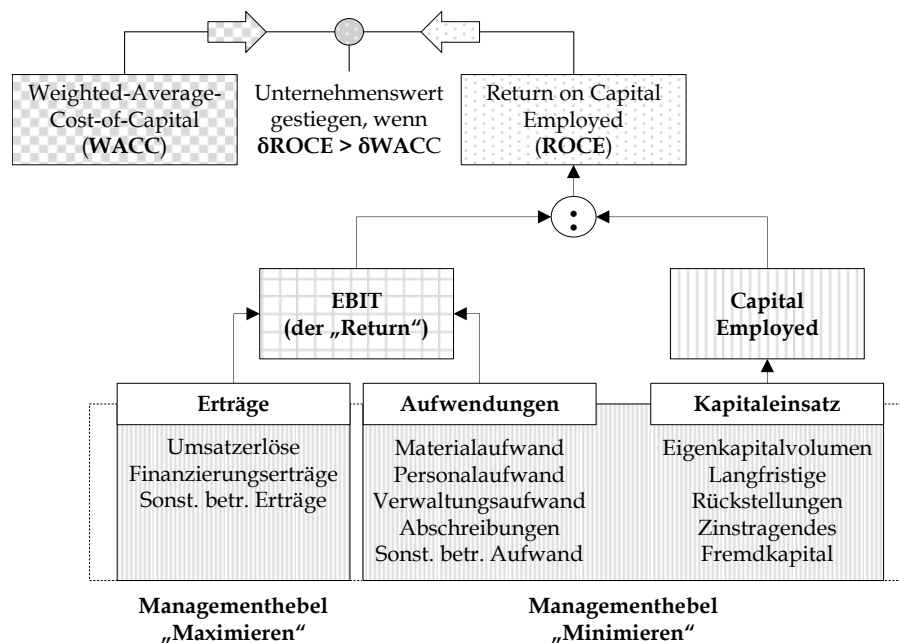 Weighted-Average-
Cost-of-Capital
(WACC)
Unternehmenswert
gestiegen, wenn
δROCE > δWACC
Return on Capital
Employed
(ROCE)
:
EBIT
(der „Return“)
Capital
Employed
Erträge
Umsatzerlöse
Finanzierungserträge
Sonst. betr. Erträge
Aufwendungen
Materialaufwand
Personalaufwand
Verwaltungsaufwand
Abschreibungen
Sonst. betr. Aufwand
Kapitaleinsatz
Eigenkapitalvolumen
Langfristige
Rückstellungen
Zinstragendes
Fremdkapital
Managementhebel
„Maximieren“
Managementhebel
„Minimieren“